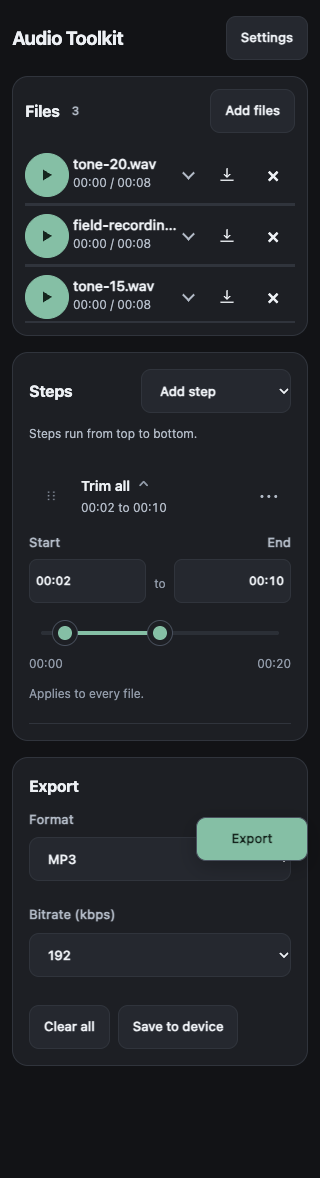 Audio Toolkit
Settings
Files 3
Add files
tone-20.wav
00:00 / 00:08
field-recordin...
00:00 / 00:08
tone-15.wav
00:00 / 00:08
Steps
Add step
Steps run from top to bottom.
Trim all
00:02 to 00:10
Start
End
00:02
to
00:10
00:00
00:20
Applies to every file.
Export
Format
Export
MP3
Bitrate (kbps)
192
Clear all
Save to device